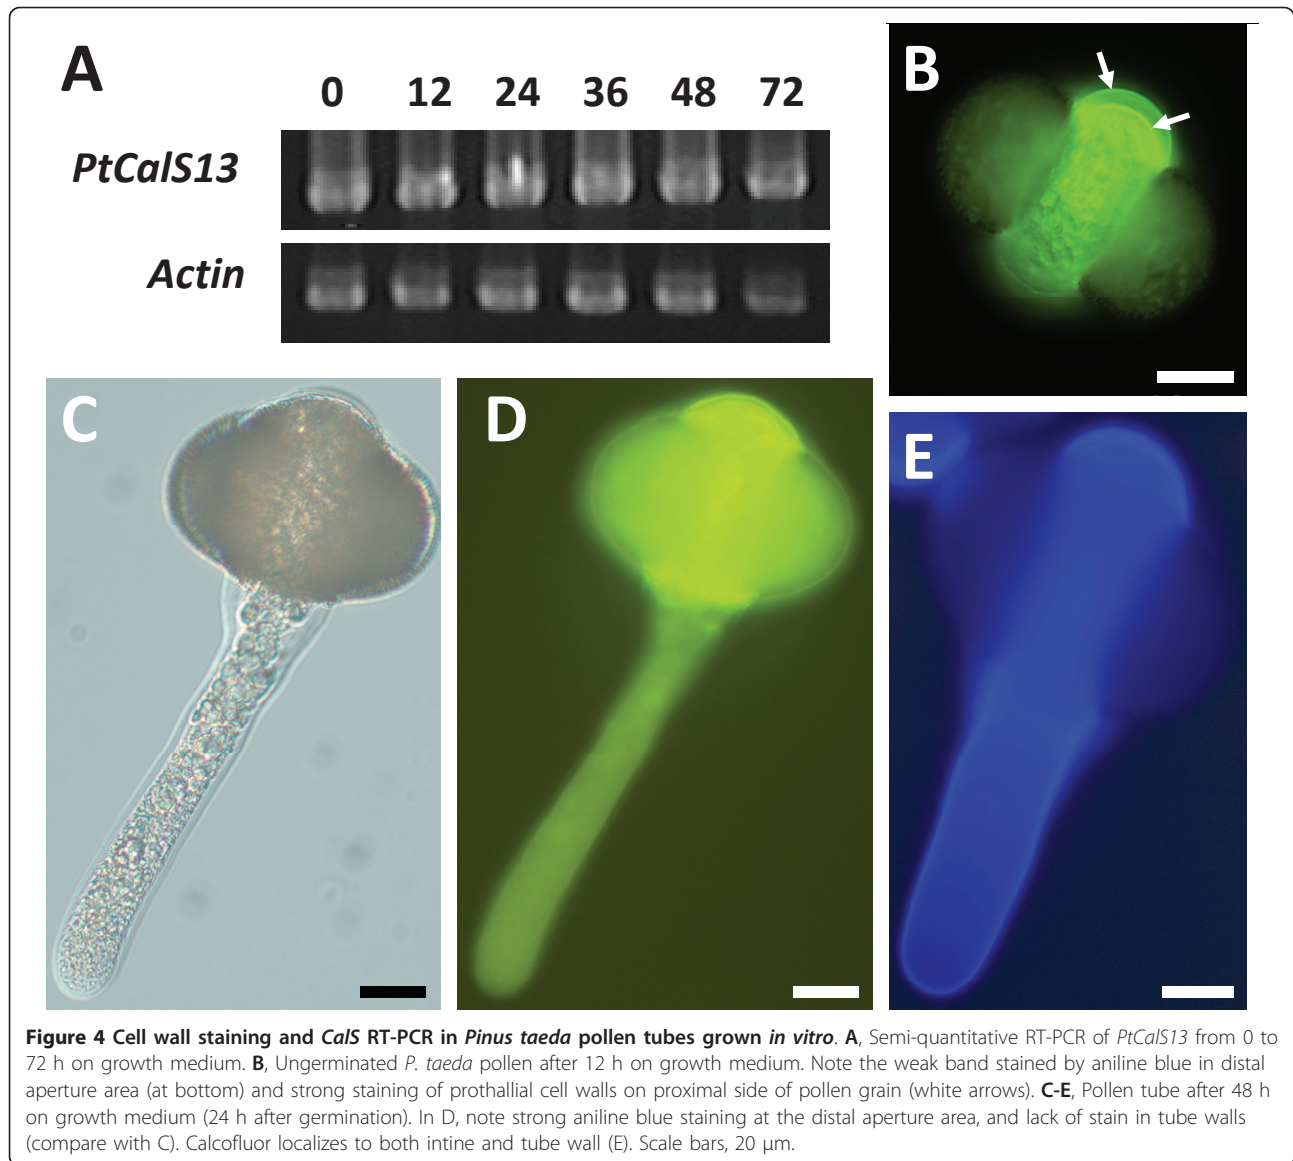 A
0 12 24 36 48 72
PtCalS13
Actin
B
C
D
E
Figure 4 Cell wall staining and CalS RT-PCR in Pinus taeda pollen tubes grown in vitro. A, Semi-quantitative RT-PCR of PtCalS13 from 0 to
72 h on growth medium. B, Ungerminated P. taeda pollen after 12 h on growth medium. Note the weak band stained by aniline blue in distal
aperture area (at bottom) and strong staining of prothallial cell walls on proximal side of pollen grain (white arrows). C-E, Pollen tube after 48 h
on growth medium (24 h after germination). In D, note strong aniline blue staining at the distal aperture area, and lack of stain in tube walls
(compare with C). Calcofluor localizes to both intine and tube wall (E). Scale bars, 20 μm.